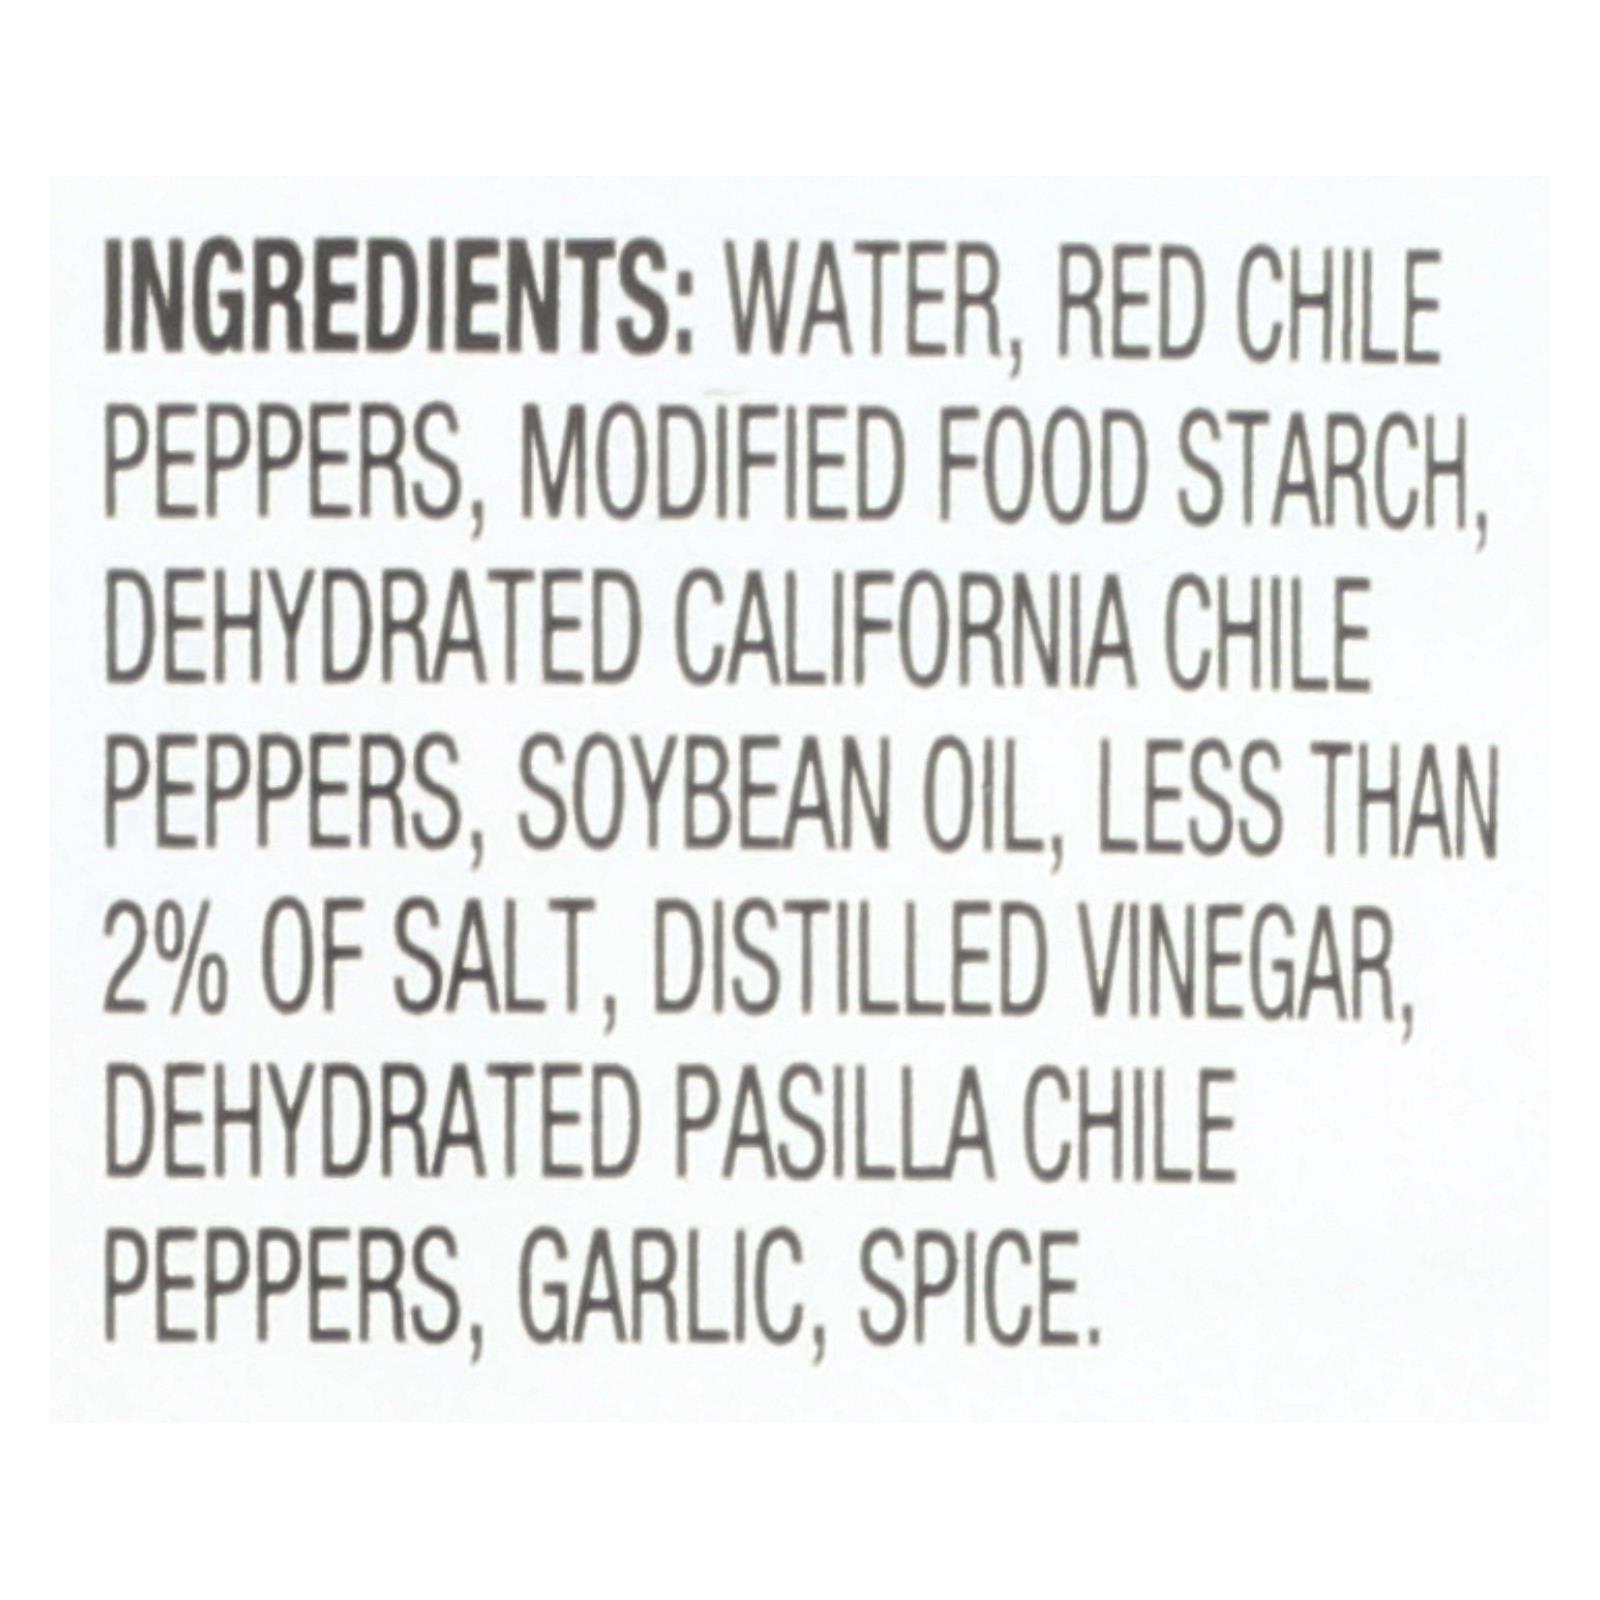 INGREDIENTS: WATER, RED CHILE
PEPPERS, MODIFIED FOOD STARCH,
DEHYDRATED CALIFORNIA CHILE
PEPPERS, SOYBEAN OIL, LESS THAN
2% OF SALT, DISTILLED VINEGAR,
DEHYDRATED PASILLA CHILE
PEPPERS, GARLIC, SPICE.